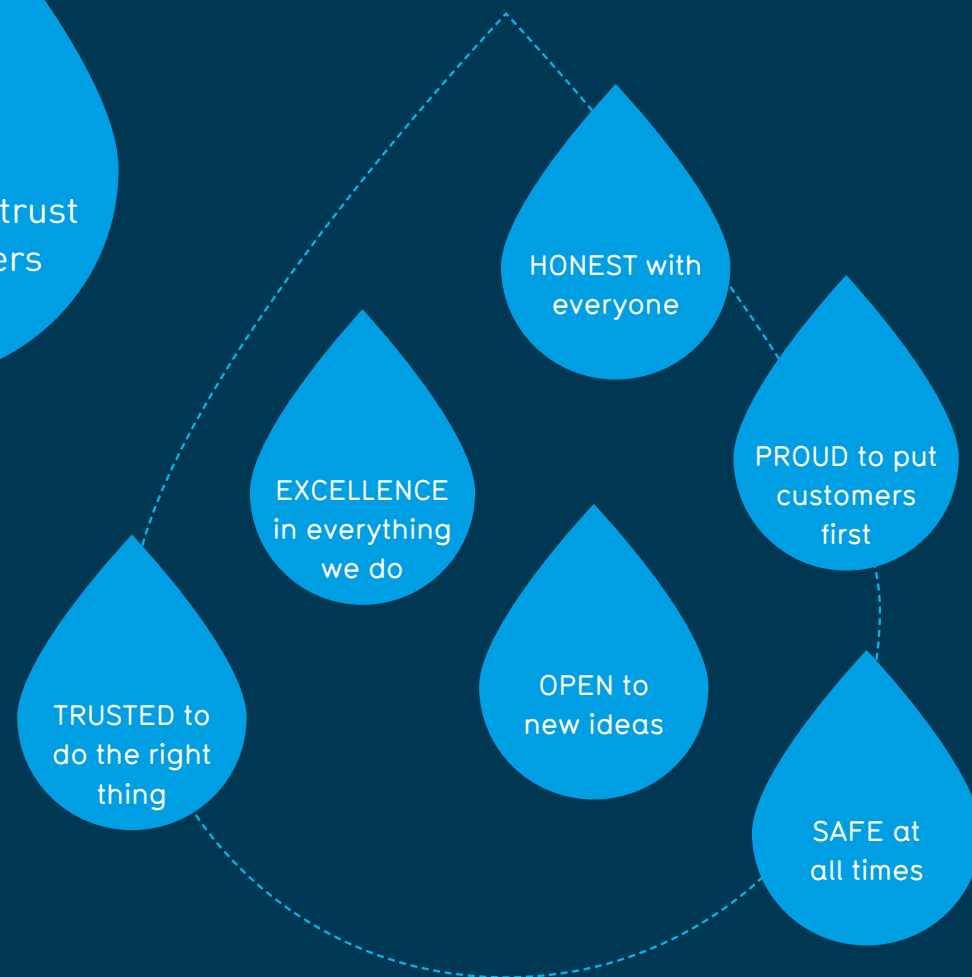 trust
HONEST with
everyone
EXCELLENCE
in everything
we do
PROUD to put
customers
first
TRUSTED to
do the right
thing
OPEN to
new ideas
SAFE at
all times